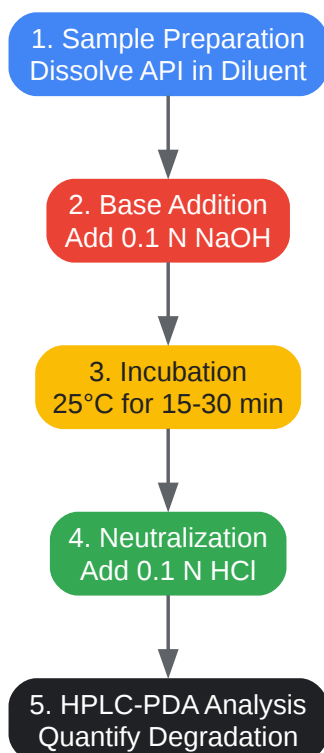 1. Sample Preparation
Dissolve API in Diluent
2. Base Addition
Add 0.1 N NaOH
3. Incubation
25°C for 15-30 min
4. Neutralization
Add 0.1 N HCl
5. HPLC-PDA Analysis
Quantify Degradation